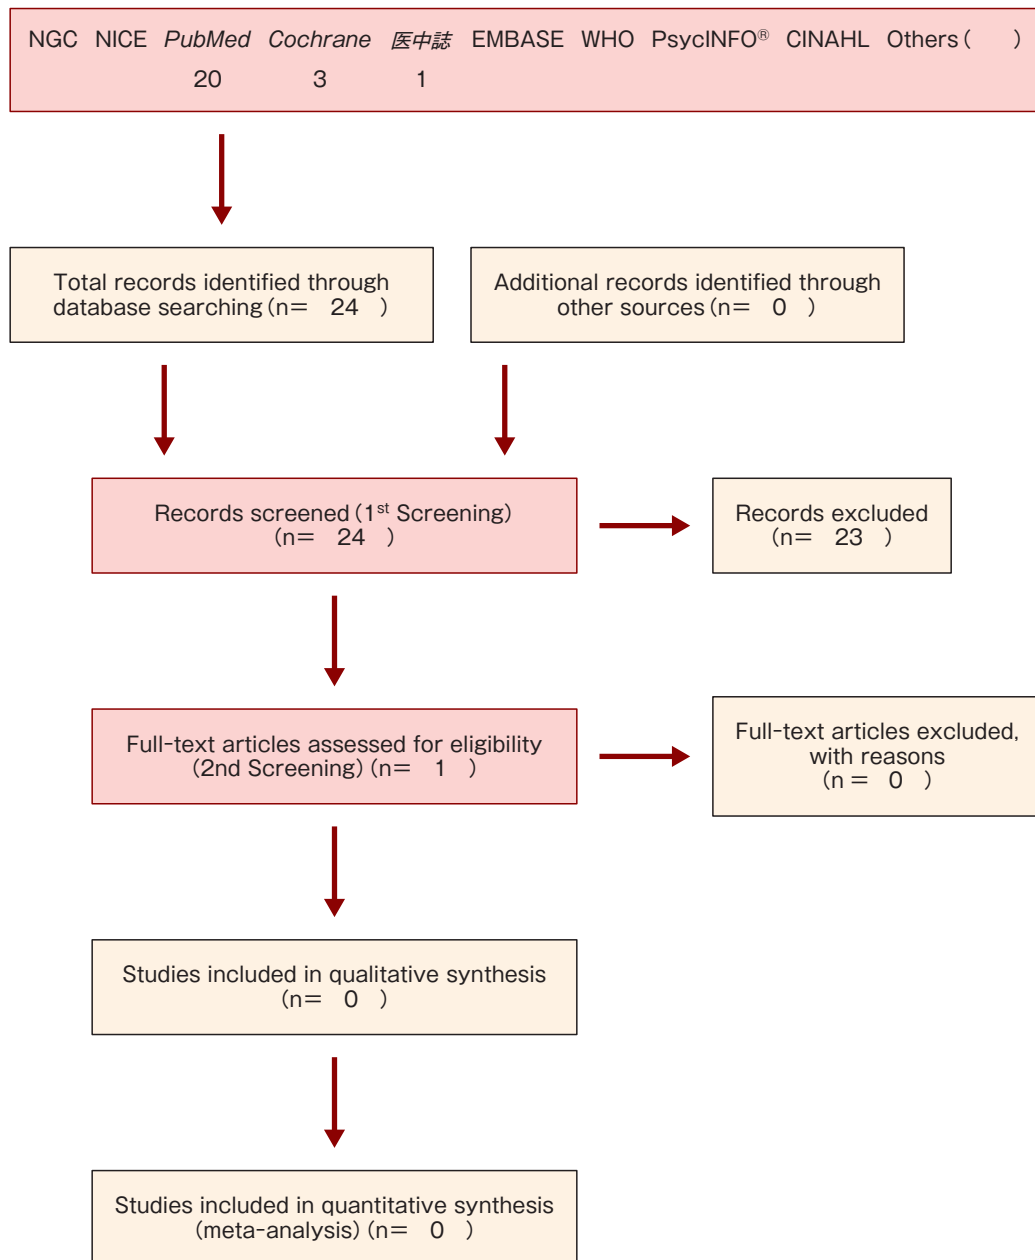 NGC NICE PubMed Cochrane 医中誌 EMBASE WHO PsycINFO® CINAHL Others( )
20 3 1
Total records identified through
database searching(n= 24 )
Additional records identified through
other sources(n= 0 )
Records screened(1st Screening)
(n= 24 )
Records excluded
(n= 23 )
Full-text articles assessed for eligibility
(2nd Screening)(n= 1 )
Full-text articles excluded,
with reasons
(n = 0 )
Studies included in qualitative synthesis
(n= 0 )
Studies included in quantitative synthesis
(meta-analysis)(n= 0 )